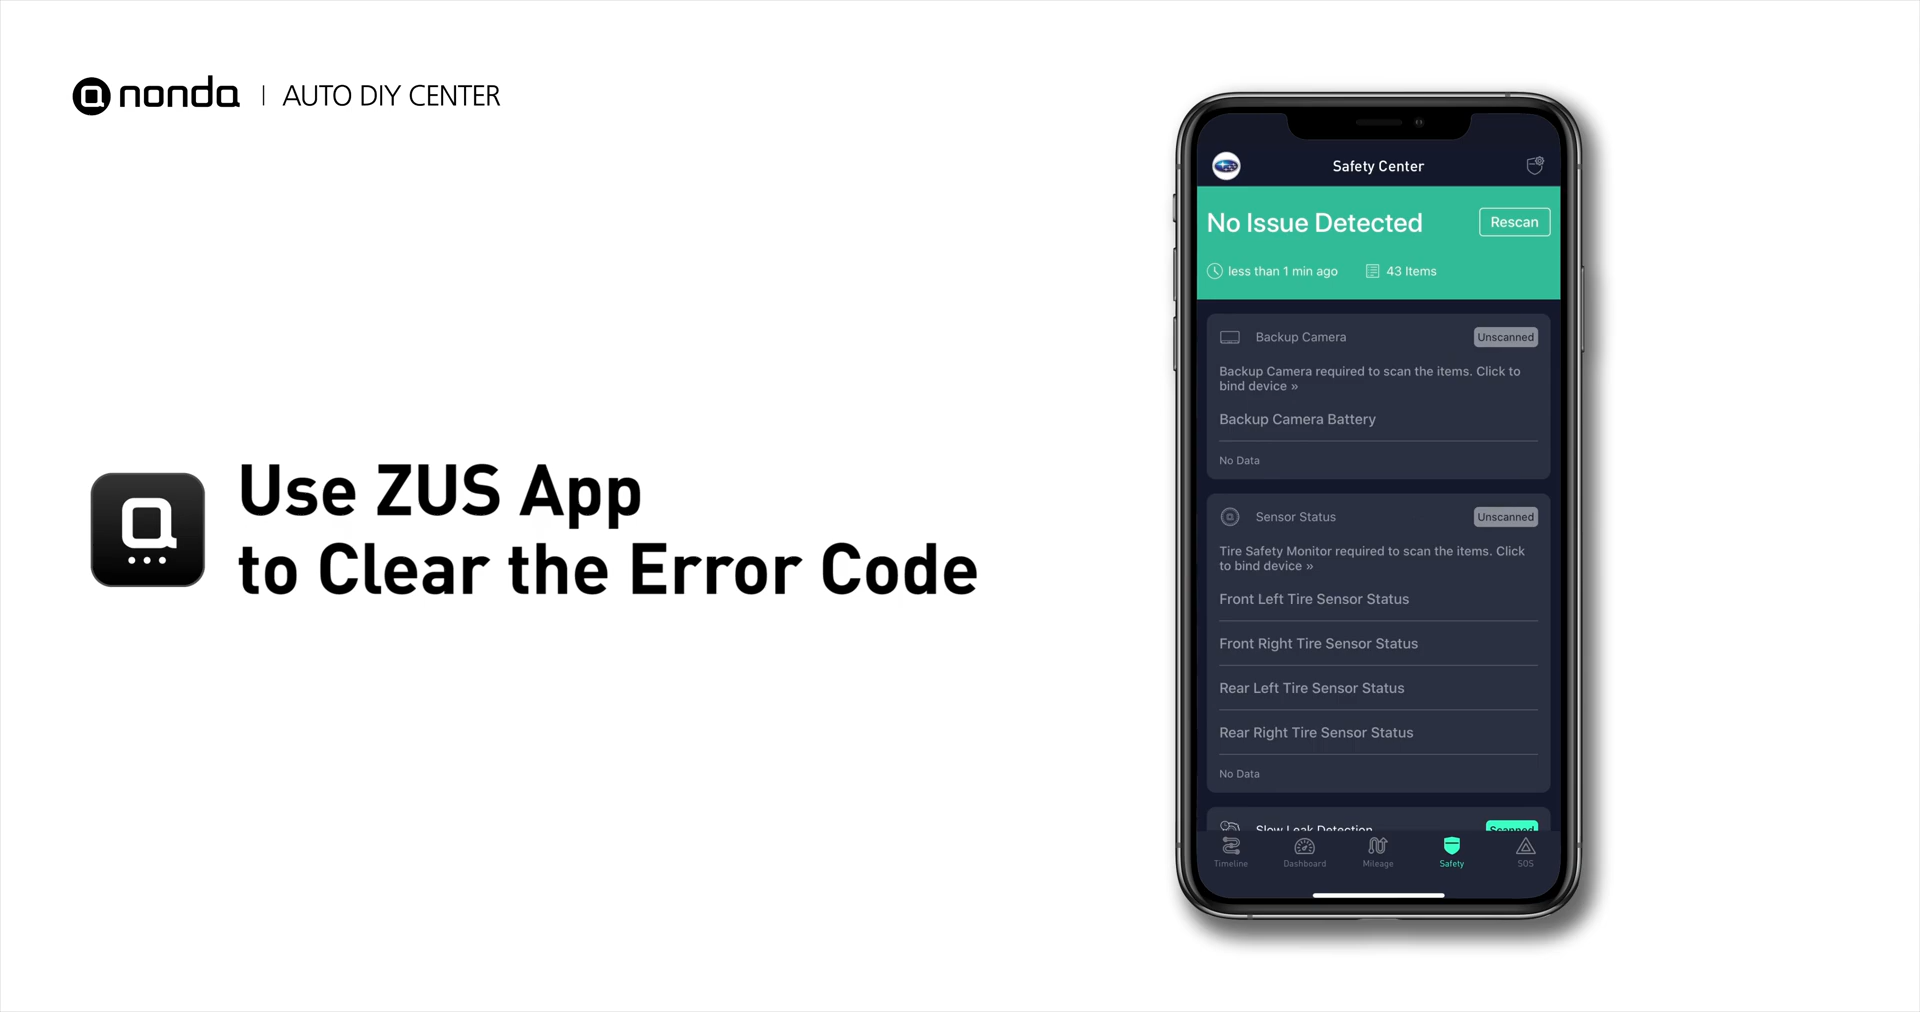 nonda | AUTO DIY CENTER
Use ZUS App
to Clear the Error Code
Safety Center
No Issue Detected
Rescan
less than 1 min ago
43 Items
Backup Camera
Unscanned
Backup Camera required to scan the items. Click to
bind device »
Backup Camera Battery
No Data
Sensor Status
Unscanned
Tire Safety Monitor required to scan the items. Click
to bind device »
Front Left Tire Sensor Status
Front Right Tire Sensor Status
Rear Left Tire Sensor Status
Rear Right Tire Sensor Status
No Data
Slow Leak Detection
Scanned
Timeline
Dashboard
Mileage
Safety
SOS